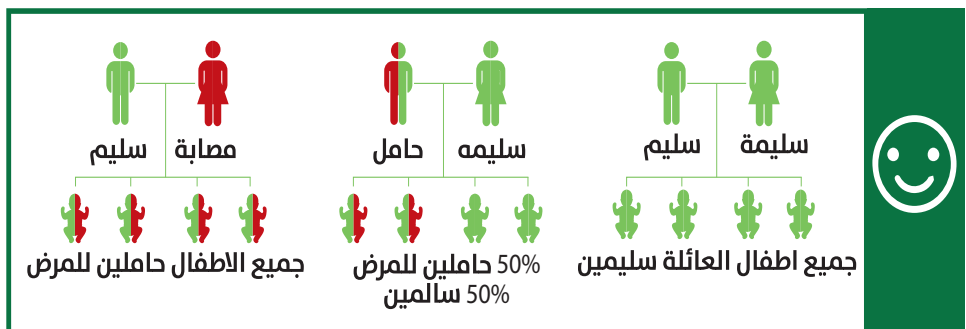 سليمة سليم
جميع اطفال العائلة سليمين
سليمه حامل
50% حاملين للمرض
50% سالمين
مصابة سليم
جميع الاطفال حاملين للمرض